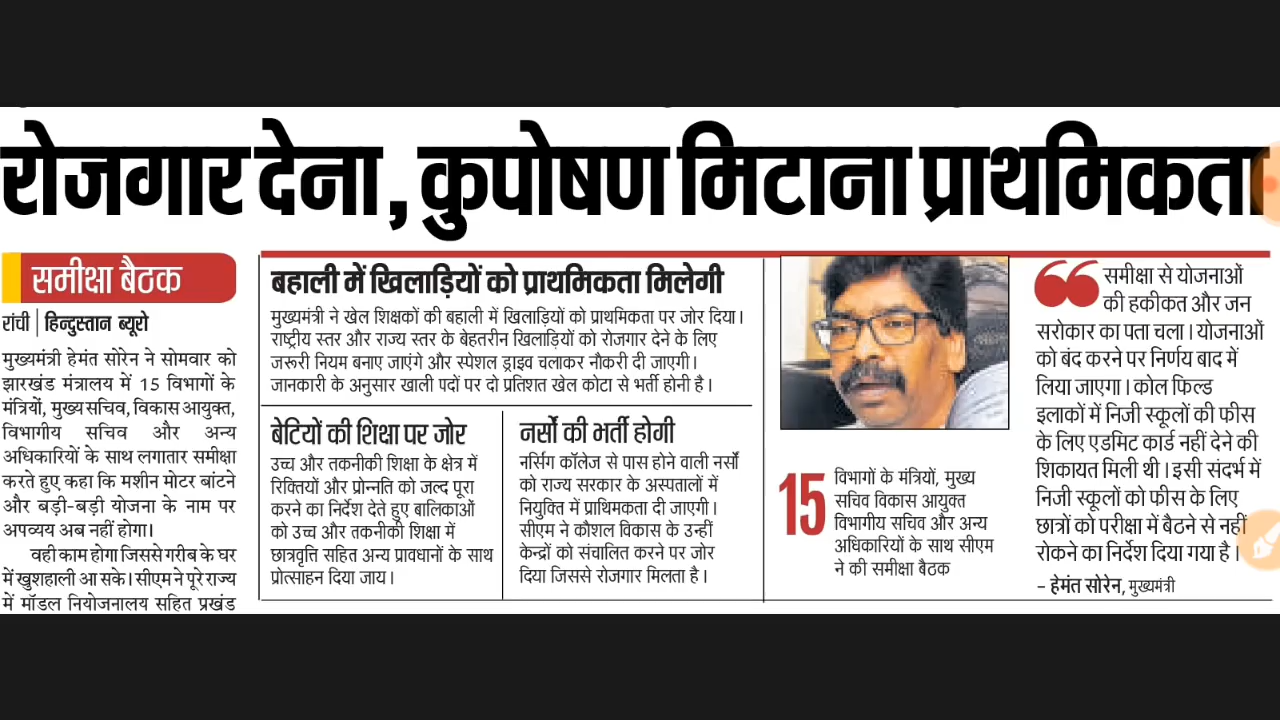 रोजगार देना, कुपोषण मिटाना प्राथमिकता
समीक्षा बैठक
रांची | हिन्दुस्तान ब्यूरो
मुख्यमंत्री हेमंत सोरेन ने सोमवार को
झारखंड मंत्रालय में 15 विभागों के
मंत्रियों, मुख्य सचिव, विकास आयुक्त,
विभागीय सचिव और अन्य
अधिकारियों के साथ लगातार समीक्षा
करते हुए कहा कि मशीन मोटर बांटने
और बड़ी-बड़ी योजना के नाम पर
अपव्यय अब नहीं होगा।
वही काम होगा जिससे गरीब के घर
में खुशहाली आ सके। सीएम ने पूरे राज्य
में मॉडल नियोजनालय सहित प्रखंड
बहाली में खिलाड़ियों को प्राथमिकता मिलेगी
मुख्यमंत्री ने खेल शिक्षकों की बहाली में खिलाड़ियों को प्राथमिकता पर जोर दिया।
राष्ट्रीय स्तर और राज्य स्तर के बेहतरीन खिलाड़ियों को रोजगार देने के लिए
जरूरी नियम बनाए जाएंगे और स्पेशल ड्राइव चलाकर नौकरी दी जाएगी।
जानकारी के अनुसार खाली पदों पर दो प्रतिशत खेल कोटा से भर्ती होनी है।
बेटियों की शिक्षा पर जोर
उच्च और तकनीकी शिक्षा के क्षेत्र में
रिक्तियों और प्रोन्नति को जल्द पूरा
करने का निर्देश देते हुए बालिकाओं
को उच्च और तकनीकी शिक्षा में
छात्रवृत्ति सहित अन्य प्रावधानों के साथ
प्रोत्साहन दिया जाय।
नर्सों की भर्ती होगी
नर्सिग कॉलेज से पास होने वाली नर्सों
को राज्य सरकार के अस्पतालों में
नियुक्ति में प्राथिमकता दी जाएगी।
सीएम ने कौशल विकास के उन्हीं
केन्द्रों को संचालित करने पर जोर
दिया जिससे रोजगार मिलता है।
15
विभागों के मंत्रियों, मुख्य
सचिव विकास आयुक्त
विभागीय सचिव और अन्य
अधिकारियों के साथ सीएम
ने की समीक्षा बैठक
समीक्षा से योजनाओं
की हकीकत और जन
सरोकार का पता चला। योजनाओं
को बंद करने पर निर्णय बाद में
लिया जाएगा। कोल फिल्ड
इलाकों में निजी स्कूलों की फीस
के लिए एडमिट कार्ड नहीं देने की
शिकायत मिली थी। इसी संदर्भ में
निजी स्कूलों को फीस के लिए
छात्रों को परीक्षा में बैठने से नहीं
रोकने का निर्देश दिया गया है।
– हेमंत सोरेन, मुख्यमंत्री